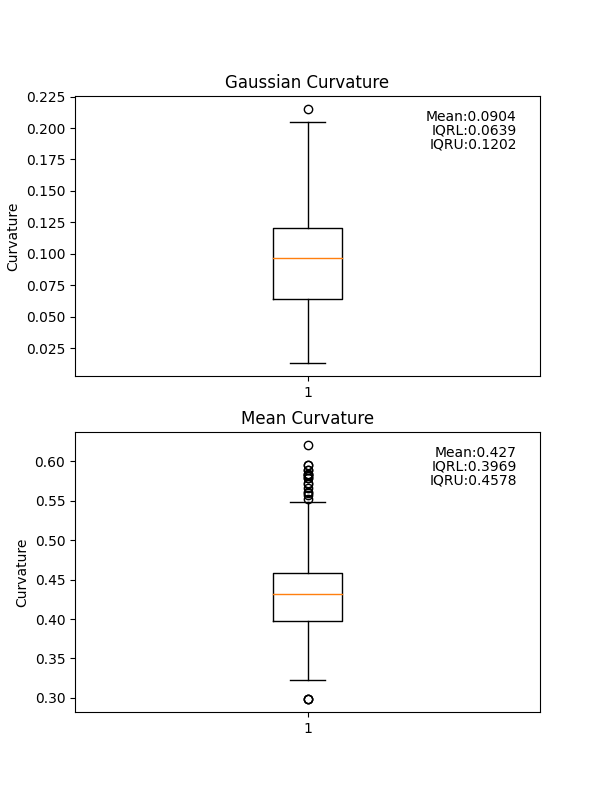 Gaussian Curvature
Mean:0.0904
IQRL:0.0639
IQRU:0.1202
0.225
0.200
0.175
0.150
0.125
0.100
0.075
0.050
0.025
Curvature
1
Mean Curvature
Mean:0.427
IQRL:0.3969
IQRU:0.4578
0.60
0.55
0.50
0.45
0.40
0.35
0.30
Curvature
1